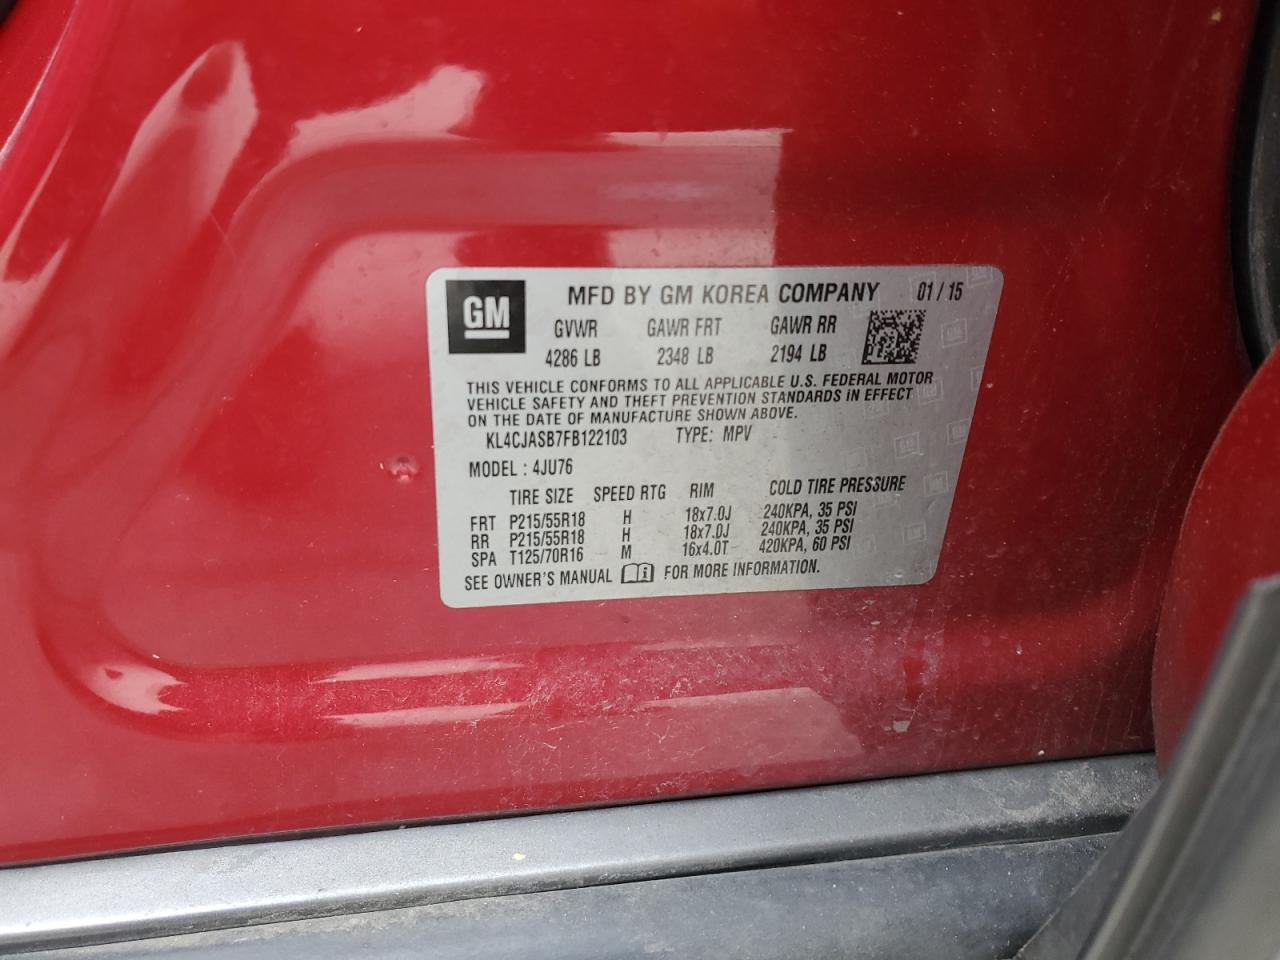 GM MFD BY GM KOREA COMPANY 01 / 15
GVWR GAWR FRT GAWR RR
4286 LB 2348 LB 2194 LB
THIS VEHICLE CONFORMS TO ALL APPLICABLE U.S. FEDERAL MOTOR
VEHICLE SAFETY AND THEFT PREVENTION STANDARDS IN EFFECT
ON THE DATE OF MANUFACTURE SHOWN ABOVE.
KL4CJASB7FB122103 TYPE: MPV
MODEL : 4JU76
TIRE SIZE SPEED RTG RIM COLD TIRE PRESSURE
FRT P215/55R18 H 18x7.0J 240KPA, 35 PSI
RR P215/55R18 H 18x7.0J 240KPA, 35 PSI
SPA T125/70R16 M 16x4.0T 420KPA, 60 PSI
SEE OWNER'S MANUAL FOR MORE INFORMATION.